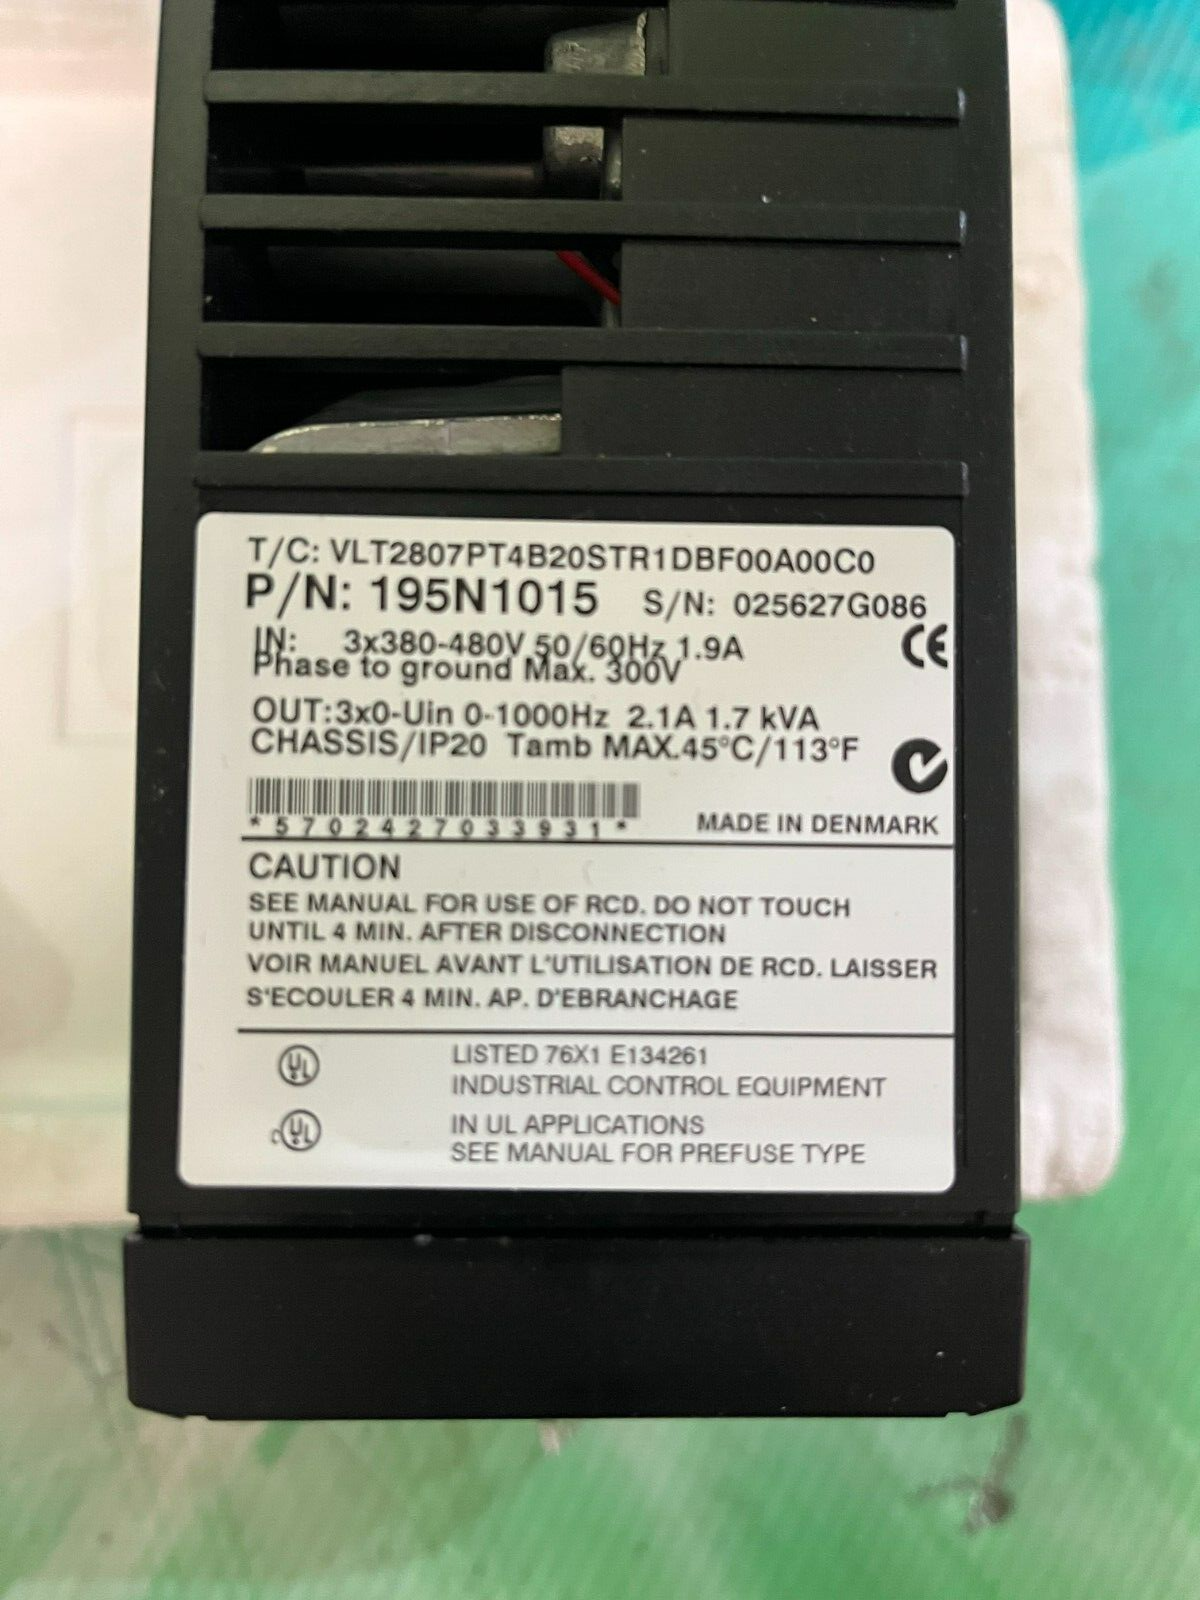 T/C: VLT2807PT4B20STR1DBF00A00C0
P/N: 195N1015 S/N: 025627G086
IN: 3x380-480V 50/60Hz 1.9A
Phase to ground Max. 300V
CE
OUT:3x0-Uin 0-1000Hz 2.1A 1.7 kVA
CHASSIS/IP20 Tamb MAX.45°C/113°F
*5702427033931*
MADE IN DENMARK
CAUTION
SEE MANUAL FOR USE OF RCD. DO NOT TOUCH
UNTIL 4 MIN. AFTER DISCONNECTION
VOIR MANUEL AVANT L'UTILISATION DE RCD. LAISSER
S'ECOULER 4 MIN. AP. D'EBRANCHAGE
UL LISTED 76X1 E134261
INDUSTRIAL CONTROL EQUIPMENT
c UL IN UL APPLICATIONS
SEE MANUAL FOR PREFUSE TYPE